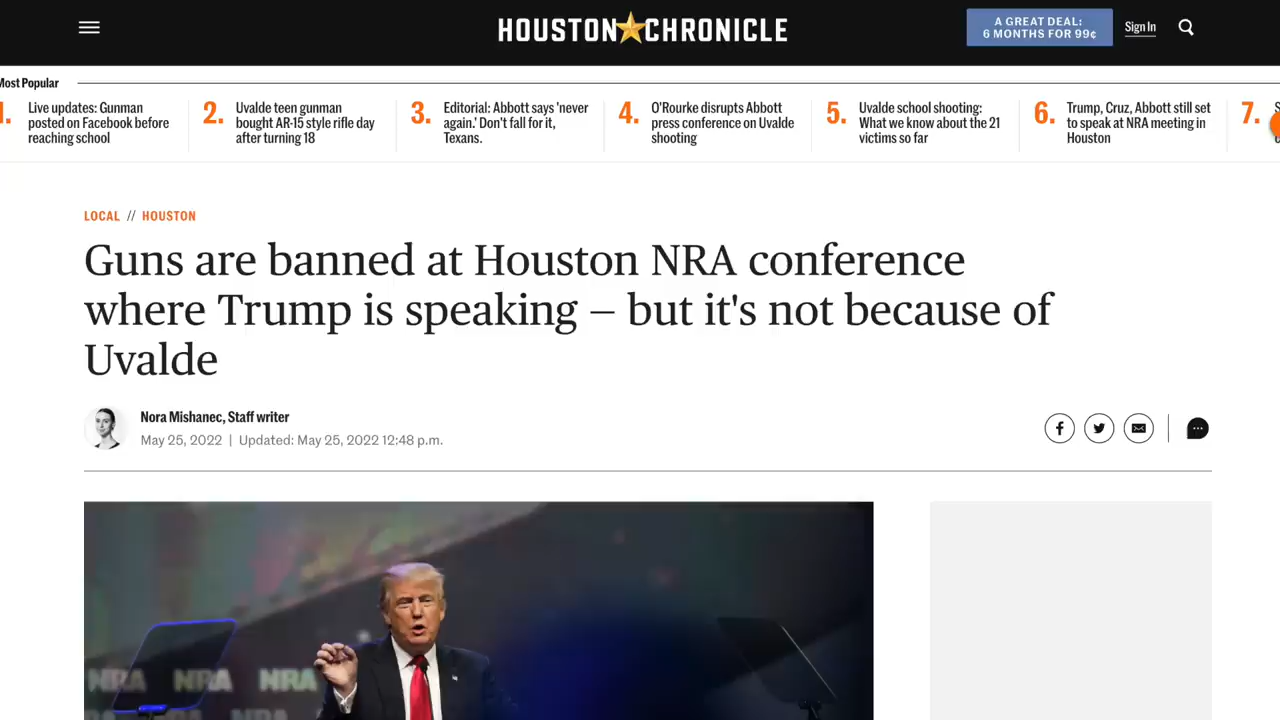 HOUSTON CHRONICLE
A GREAT DEAL:
6 MONTHS FOR 99¢
Sign In
Most Popular
1.
Live updates: Gunman
posted on Facebook before
reaching school
2.
Uvalde teen gunman
bought AR-15 style rifle day
after turning 18
3.
Editorial: Abbott says 'never
again.' Don't fall for it,
Texans.
4.
O'Rourke disrupts Abbott
press conference on Uvalde
shooting
5.
Uvalde school shooting:
What we know about the 21
victims so far
6.
Trump, Cruz, Abbott still set
to speak at NRA meeting in
Houston
7.
LOCAL // HOUSTON
Guns are banned at Houston NRA conference
where Trump is speaking – but it's not because of
Uvalde
Nora Mishanec, Staff writer
May 25, 2022 | Updated: May 25, 2022 12:48 p.m.
NRA NRA NRA